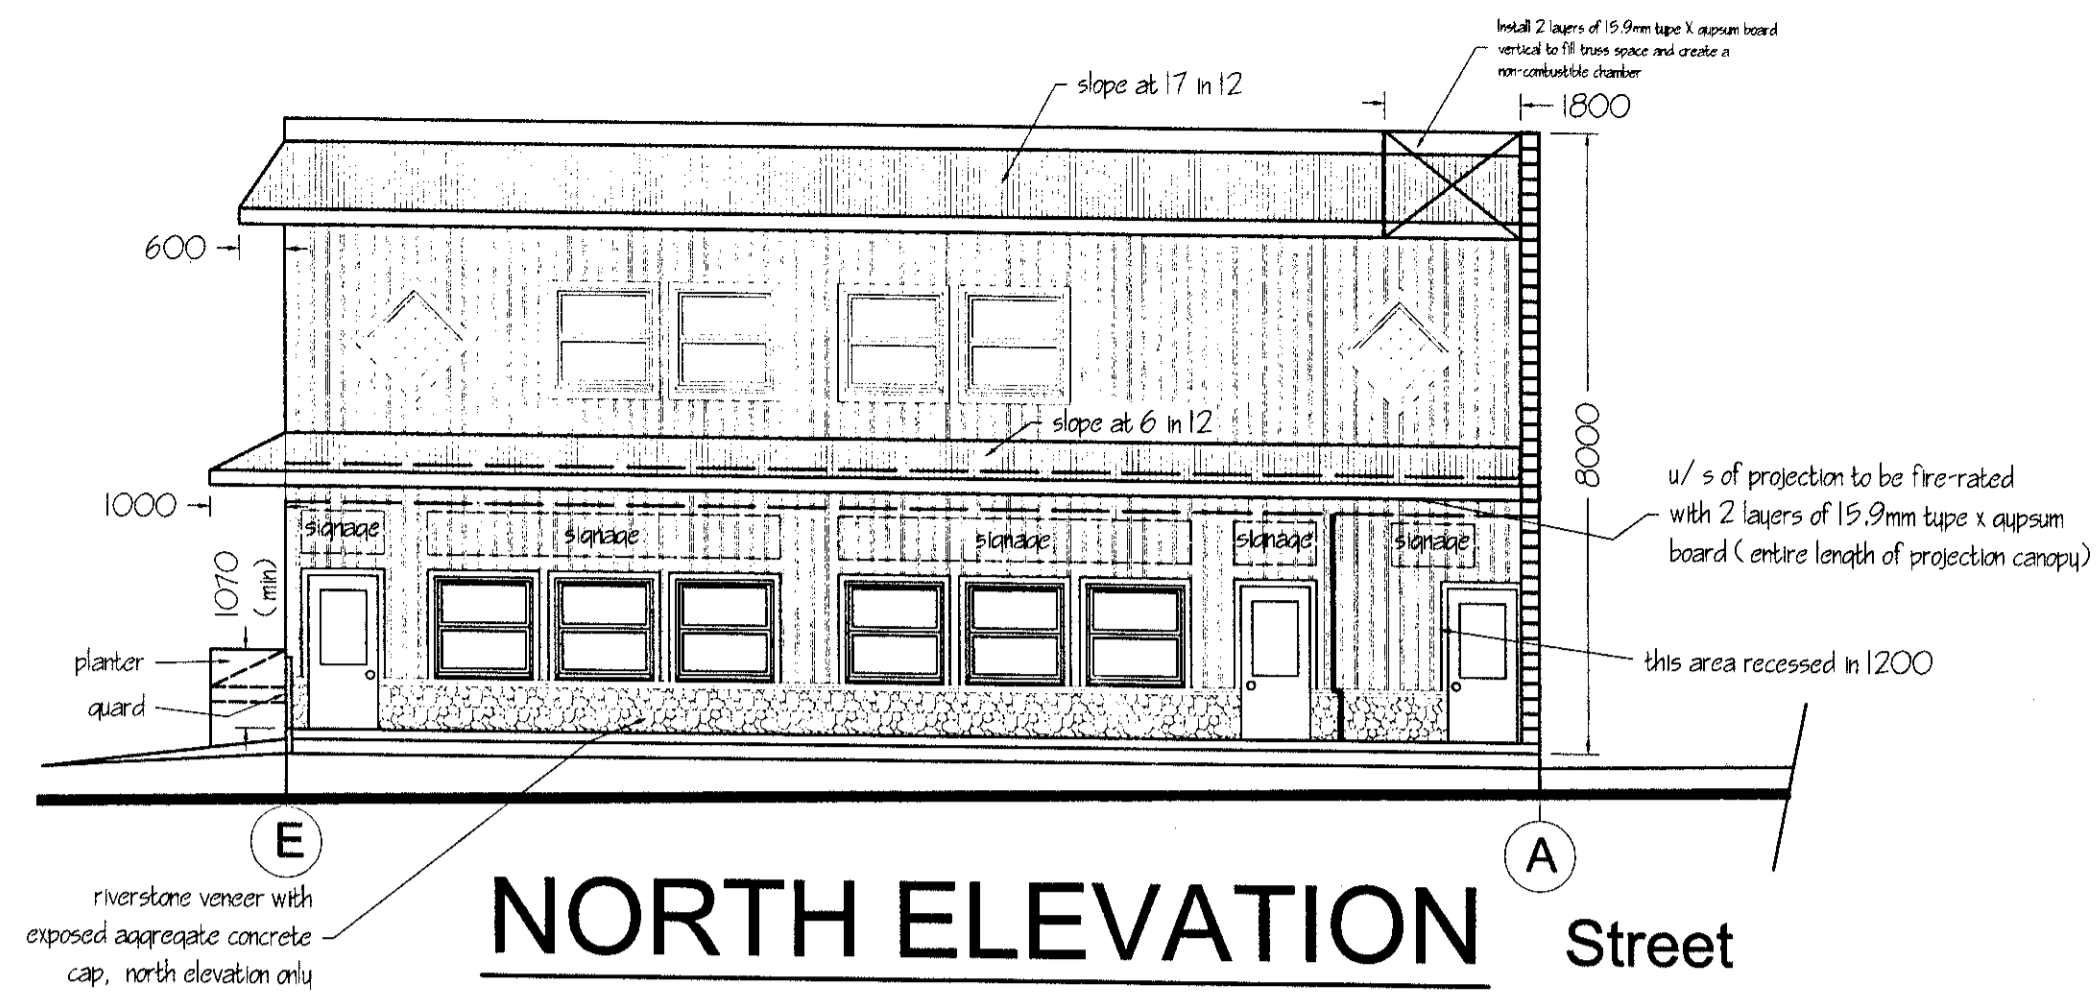 Install 2 layers of 15.9mm type X gypsum board
vertical to fill truss space and create a
non-combustible chamber
slope at 17 in 12
1800
600
slope at 6 in 12
8000
1000
u/s of projection to be fire-rated
with 2 layers of 15.9mm type x gypsum
board (entire length of projection canopy)
signage
signage
signage
signage
signage
1070
(min)
planter
guard
this area recessed in 1200
E
A
riverstone veneer with
exposed aggregate concrete
cap, north elevation only
NORTH ELEVATION
Street